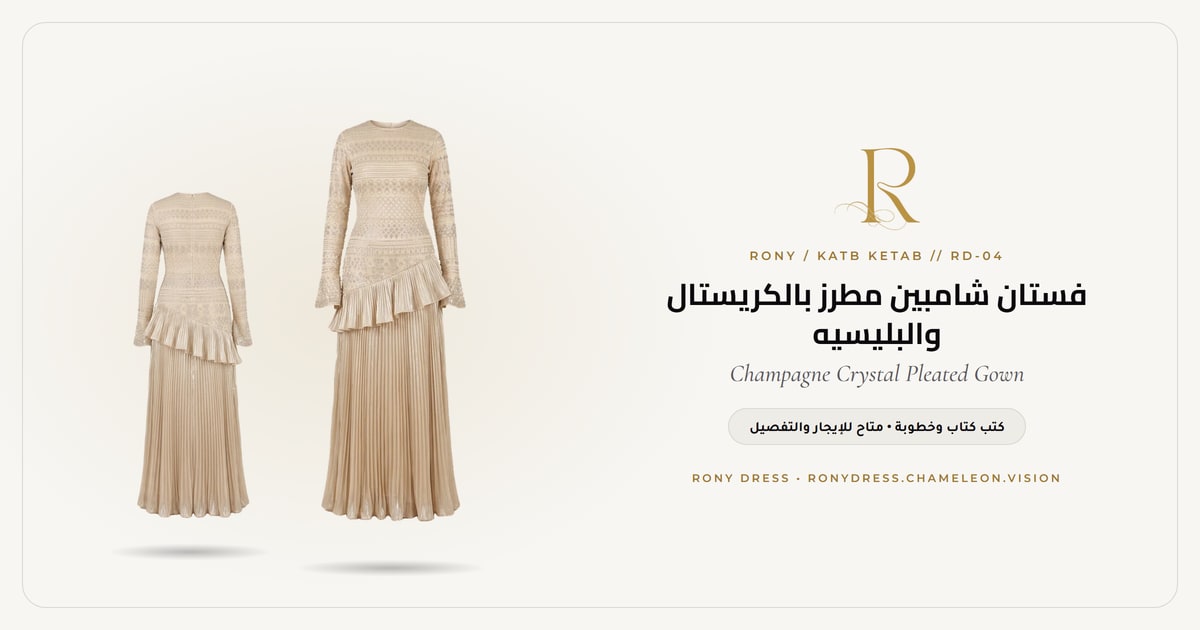 R
RONY / KATB KETAB // RD-04
فستان شامبين مطرز بالكريستال
والبليسيه
Champagne Crystal Pleated Gown
كتب كتاب وخطوبة • متاح للإيجار والتفصيل
RONY DRESS • RONYDRESS.CHAMELEON.VISION